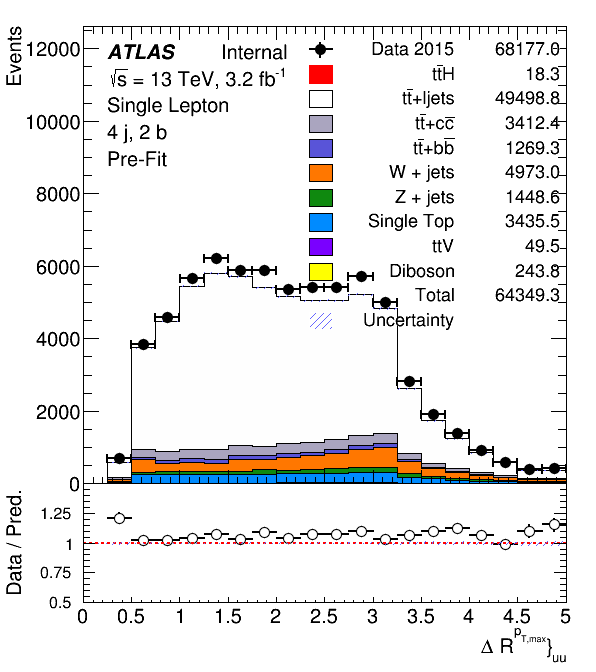 Events
12000
10000
8000
6000
4000
2000
0
ATLAS Internal
√s = 13 TeV, 3.2 fb⁻¹
Single Lepton
4 j, 2 b
Pre-Fit
Data 2015 68177.0
tt̄H 18.3
tt̄+ljets 49498.8
tt̄+cc̄ 3412.4
tt̄+bb̄ 1269.3
W + jets 4973.0
Z + jets 1448.6
Single Top 3435.5
ttV 49.5
Diboson 243.8
Total 64349.3
Uncertainty
Data / Pred.
1.25
1
0.75
0.5
0 0.5 1 1.5 2 2.5 3 3.5 4 4.5 5
Δ R^{p_{T,max}}}_{uu}